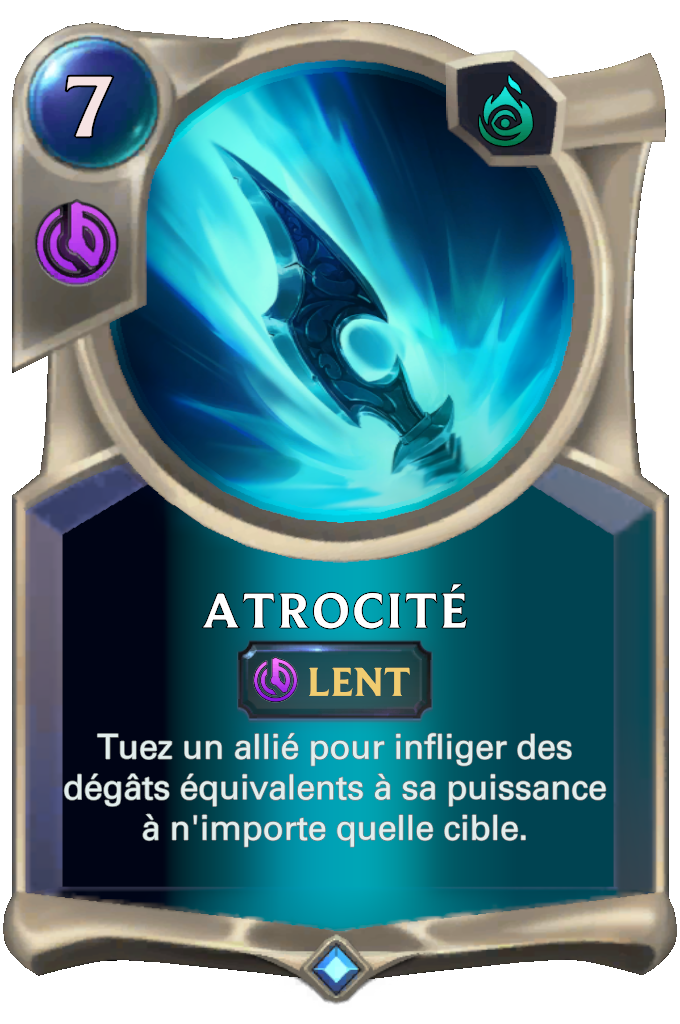 7
ATROCITÉ
LENT
Tuez un allié pour infliger des
dégâts équivalents à sa puissance
à n'importe quelle cible.